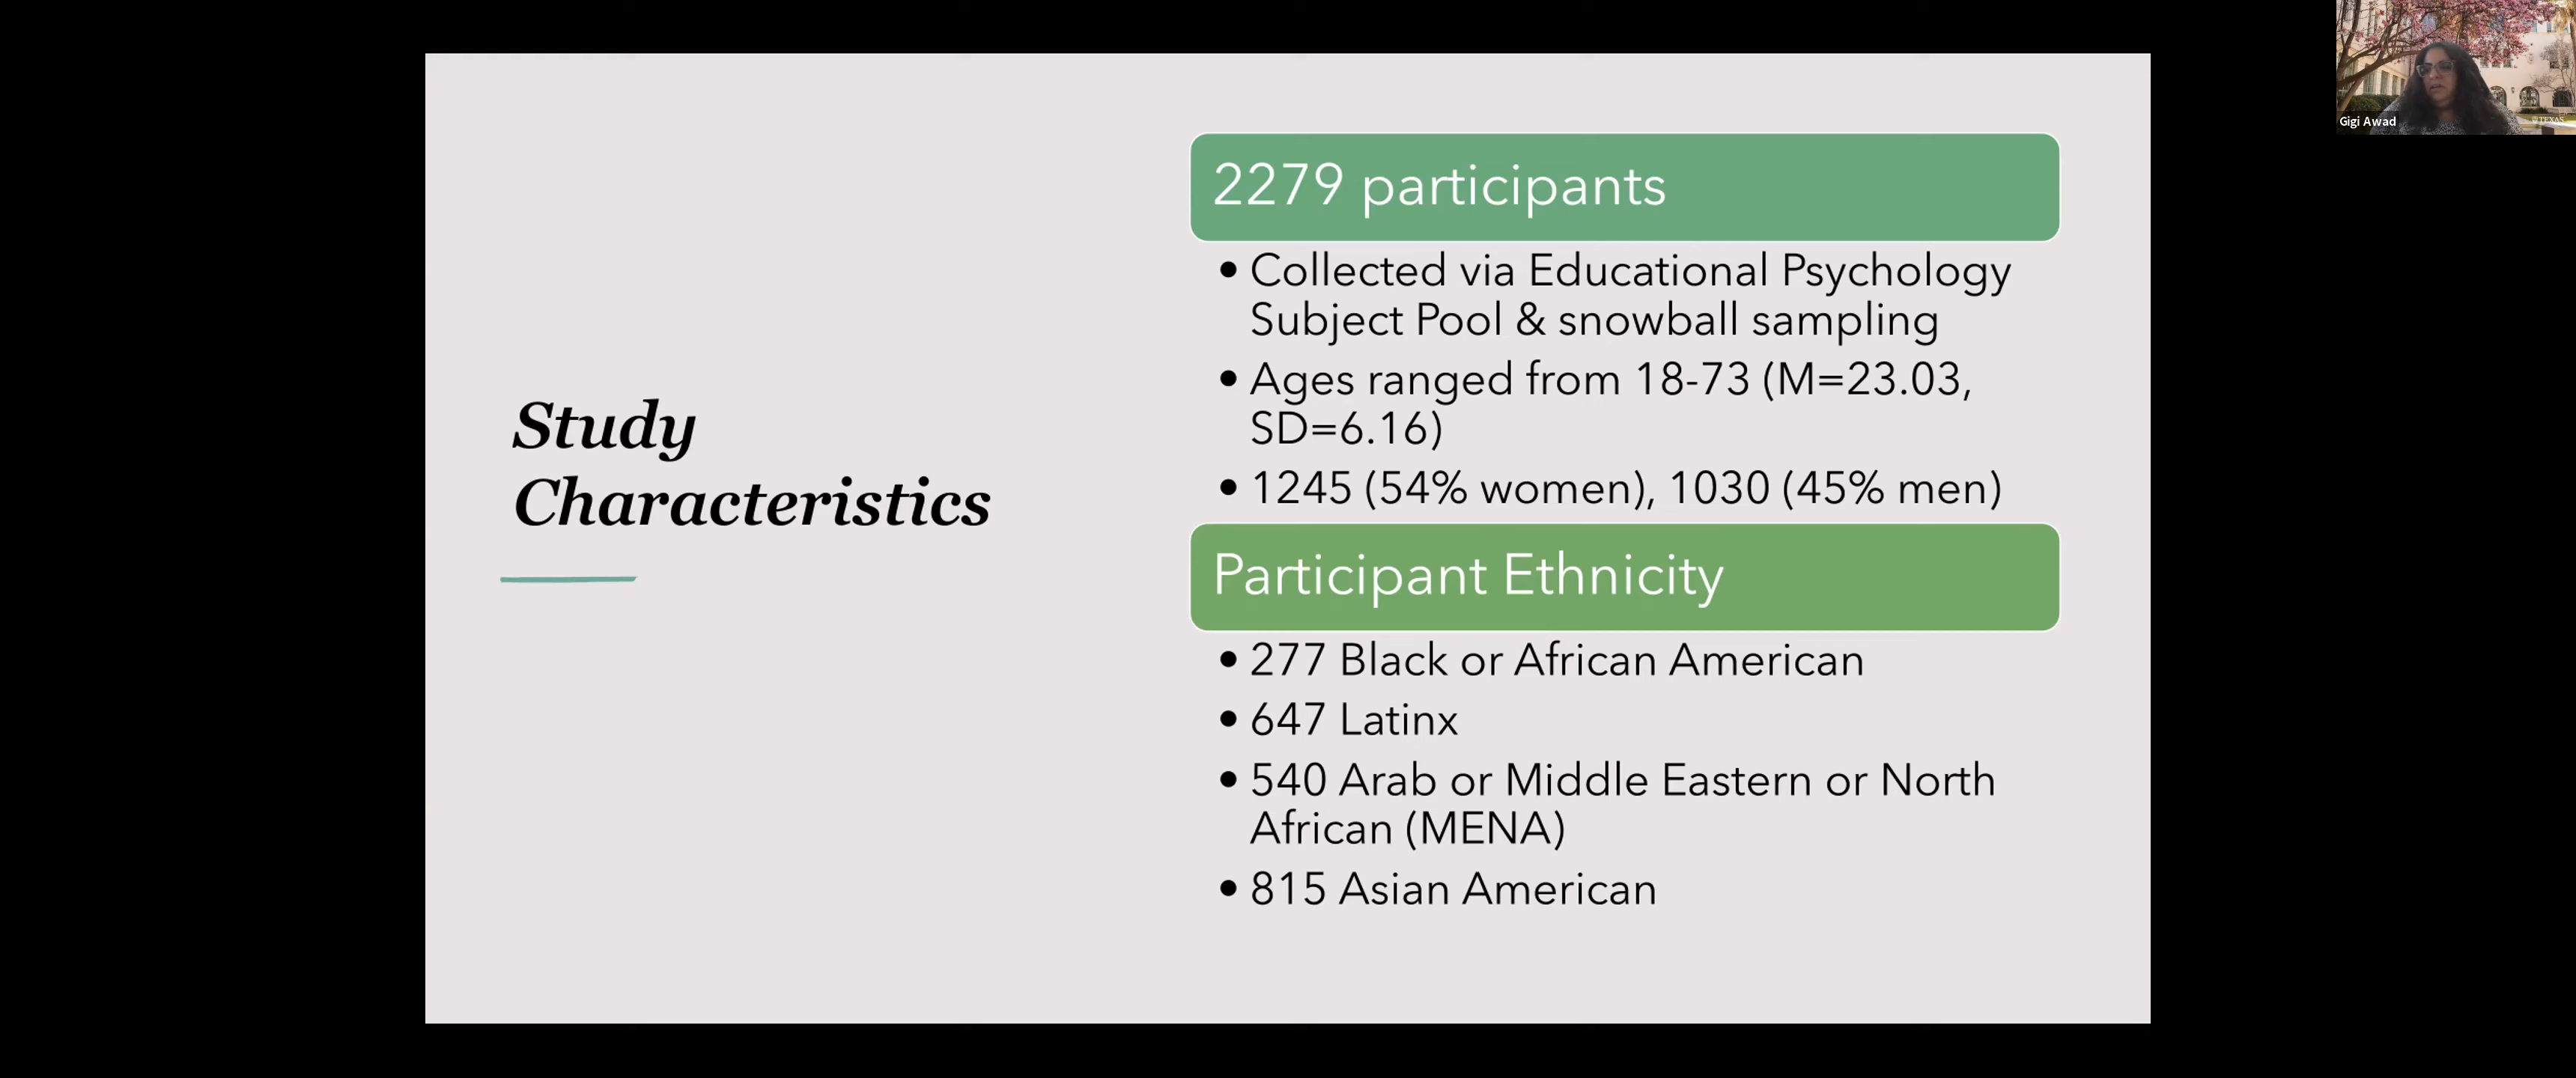 Study
Characteristics
2279 participants
• Collected via Educational Psychology
Subject Pool & snowball sampling
• Ages ranged from 18-73 (M=23.03,
SD=6.16)
• 1245 (54% women), 1030 (45% men)
Participant Ethnicity
• 277 Black or African American
• 647 Latinx
• 540 Arab or Middle Eastern or North
African (MENA)
• 815 Asian American
Gigi Awad
TEXAS